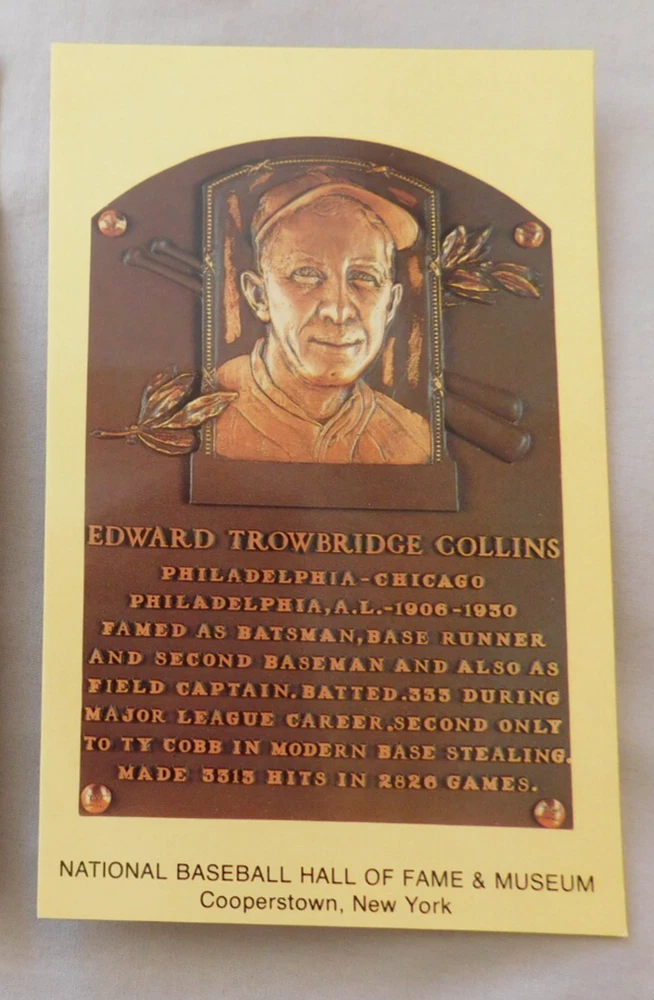 EDWARD TROWBRIDGE COLLINS
PHILADELPHIA-CHICAGO
PHILADELPHIA, A.L.-1906-1930
FAMED AS BATSMAN, BASE RUNNER
AND SECOND BASEMAN AND ALSO AS
FIELD CAPTAIN. BATTED .333 DURING
MAJOR LEAGUE CAREER, SECOND ONLY
TO TY COBB IN MODERN BASE STEALING.
MADE 3313 HITS IN 2826 GAMES.
NATIONAL BASEBALL HALL OF FAME & MUSEUM
Cooperstown, New York